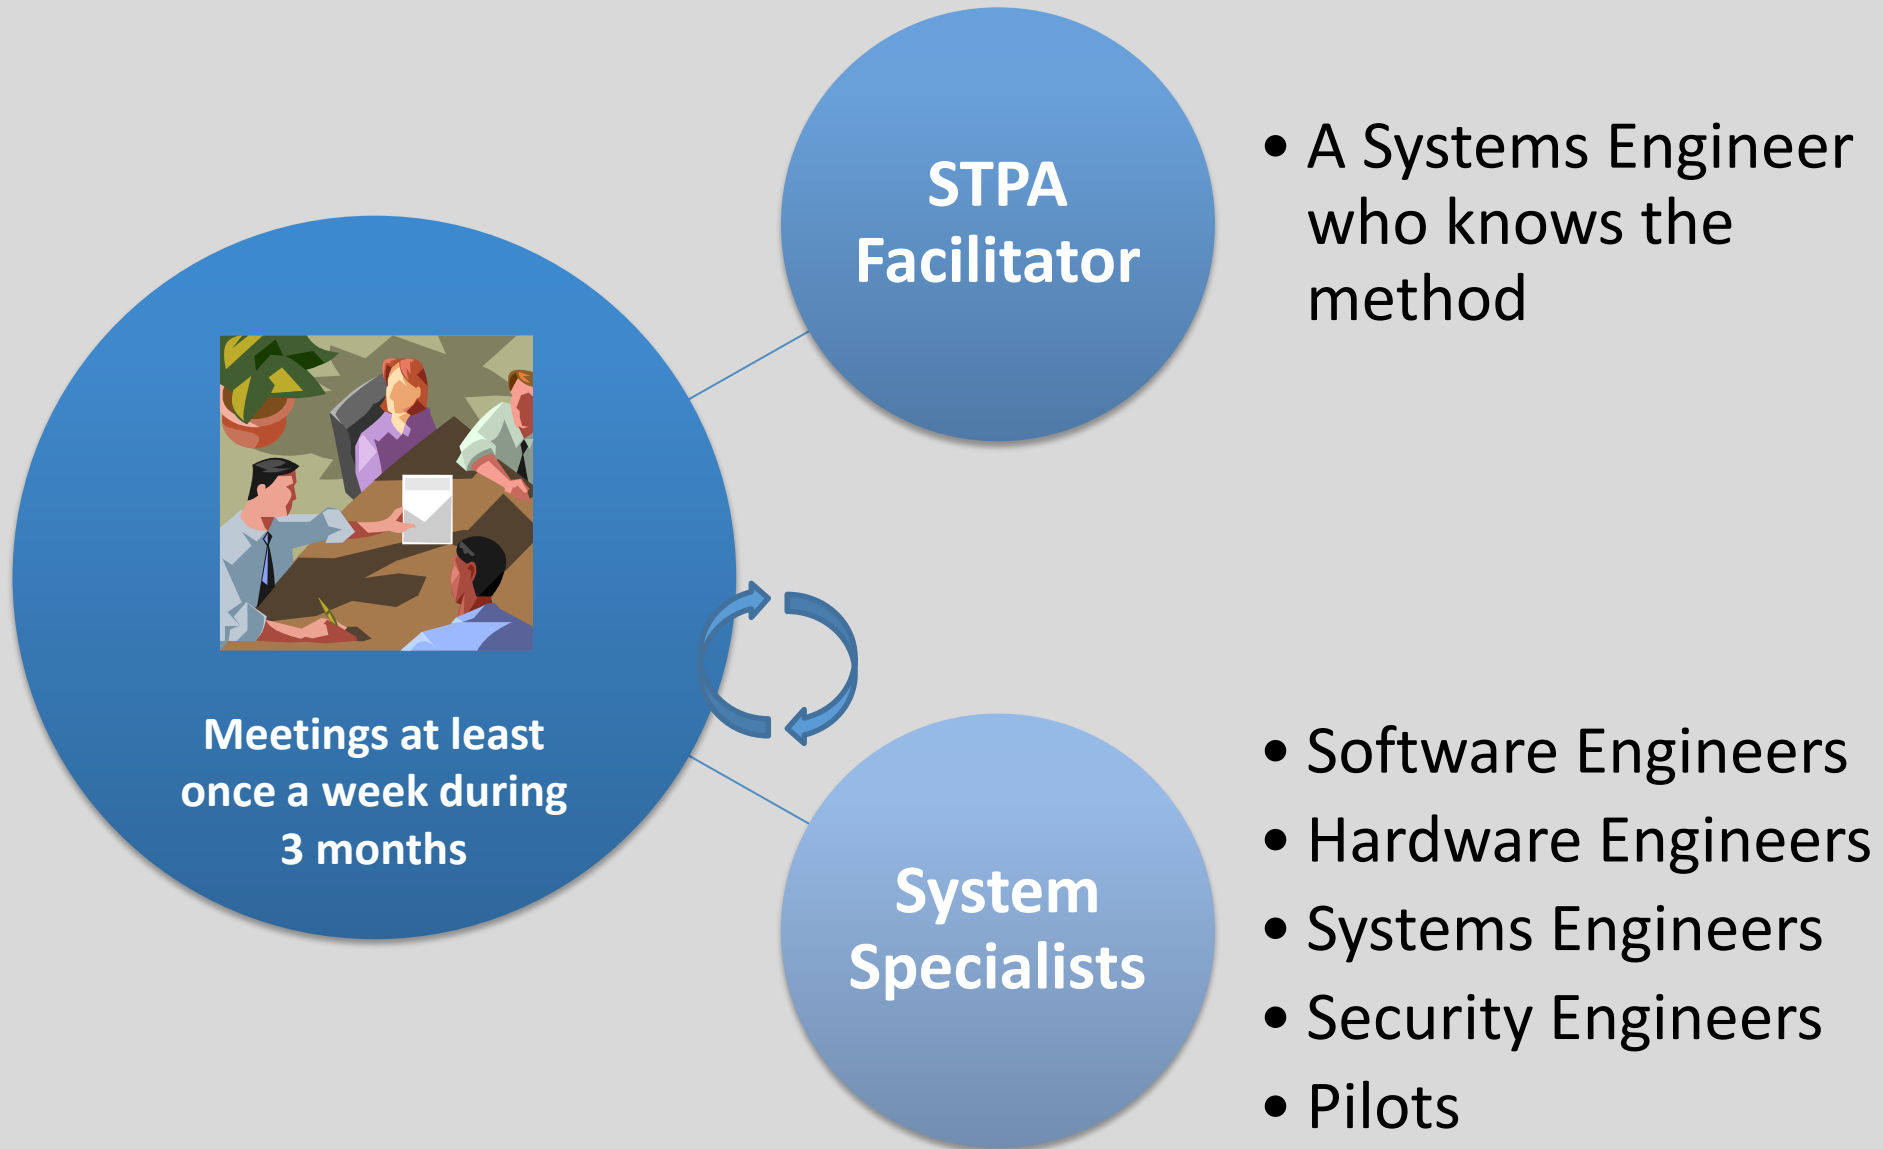 STPA
Facilitator
• A Systems Engineer
who knows the
method
Meetings at least
once a week during
3 months
System
Specialists
• Software Engineers
• Hardware Engineers
• Systems Engineers
• Security Engineers
• Pilots